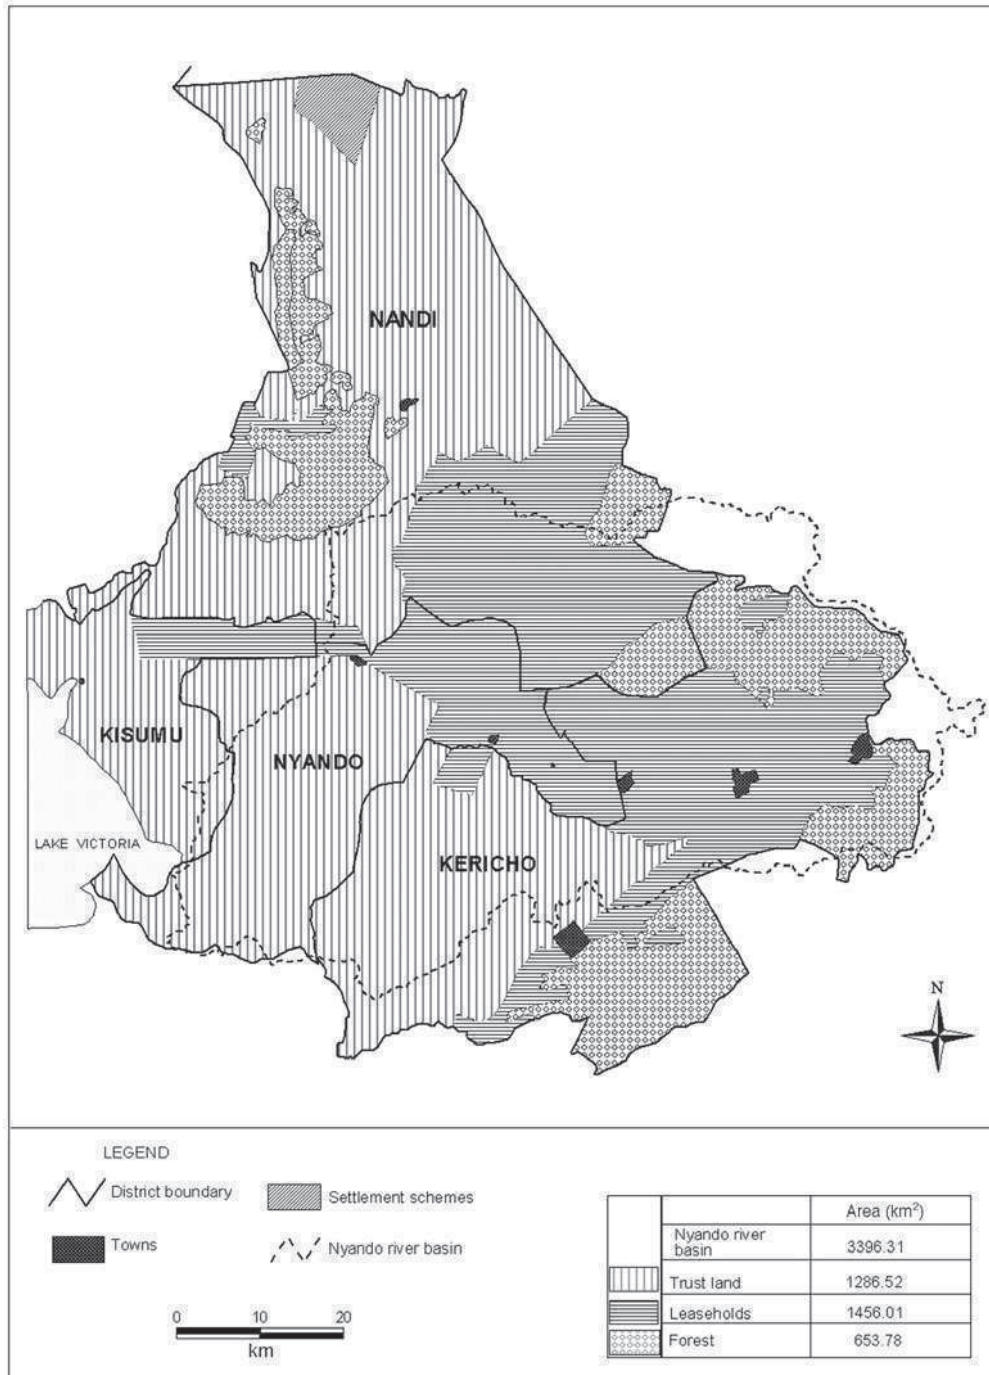 NANDI
KISUMU
NYANDO
LAKE VICTORIA
KERICHO
N
LEGEND
District boundary
Settlement schemes
Towns
Nyando river basin
0 10 20
km
Area (km²)
Nyando river
basin
3396.31
Trust land 1286.52
Leaseholds 1456.01
Forest 653.78